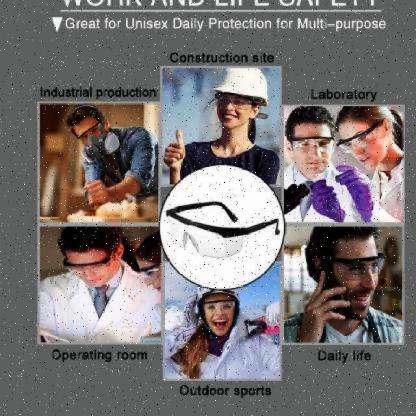 WORK AND LIFE SAFETY
▼Great for Unisex Daily Protection for Multi-purpose
Construction site
Industrial production
Laboratory
Operating room
Daily life
Outdoor sports